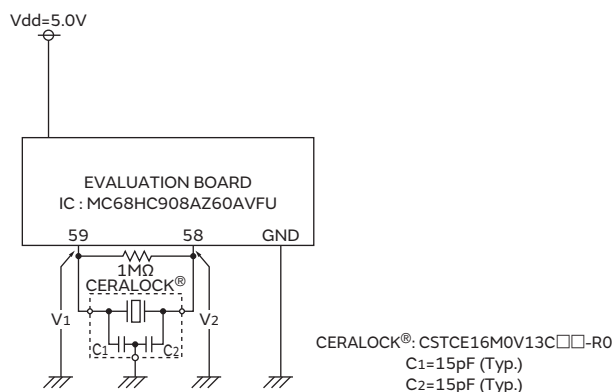 Vdd=5.0V
EVALUATION BOARD
IC : MC68HC908AZ60AVFU
59 58 GND
1MΩ
CERALOCK®
V1 V2
C1 C2
CERALOCK®: CSTCE16M0V13C□□-R0
C1=15pF (Typ.)
C2=15pF (Typ.)